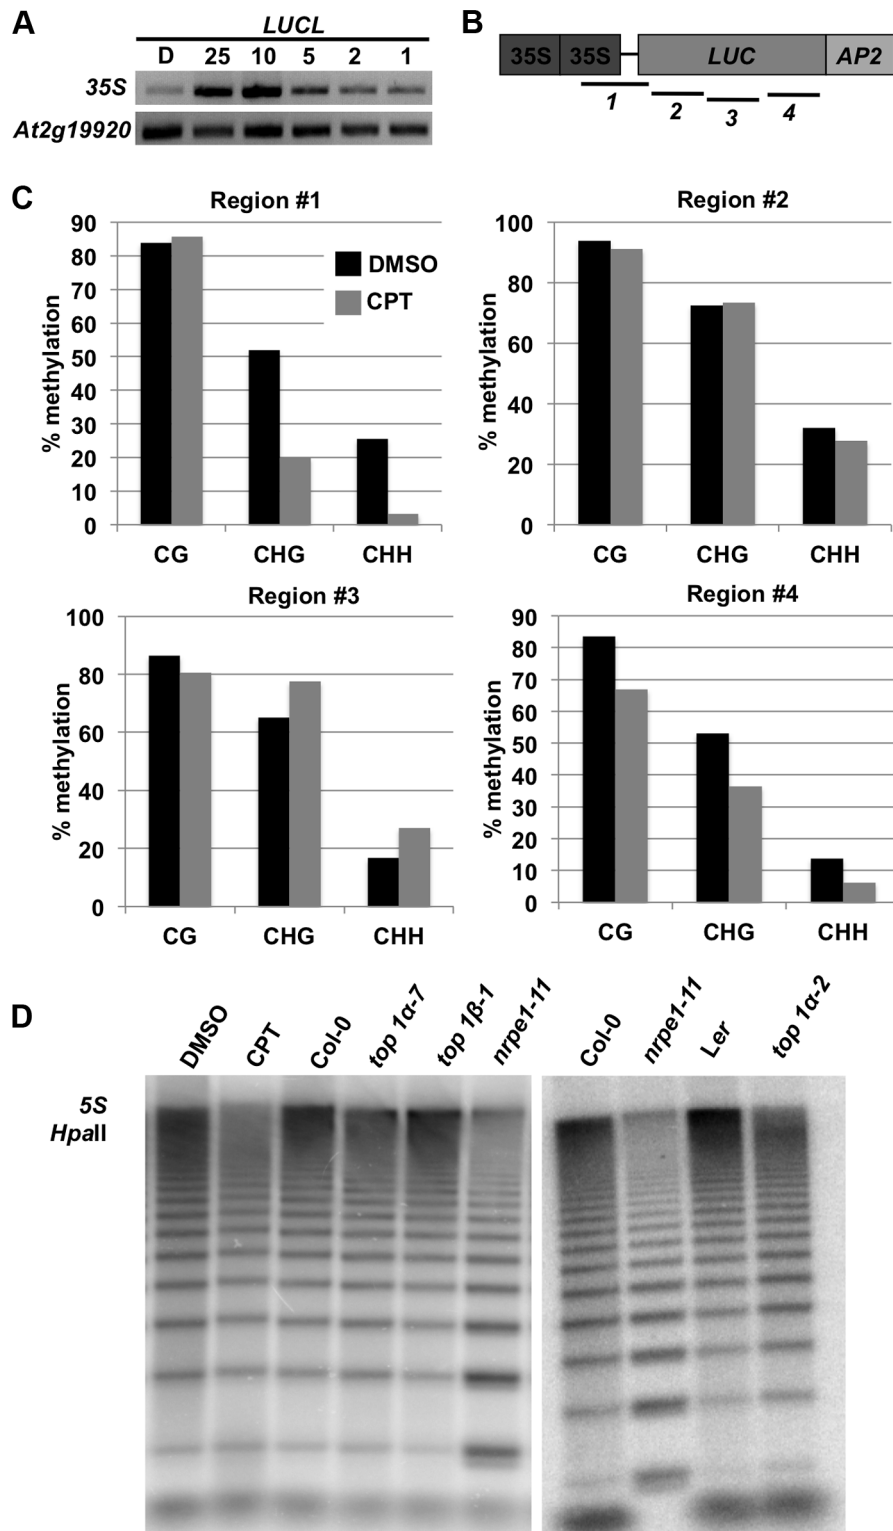 A
LUCL
D 25 10 5 2 1
35S
At2g19920
B
35S 35S LUC AP2
1 2 3 4
C
Region #1
% methylation
90
80
70
60
50
40
30
20
10
0
CG CHG CHH
DMSO
CPT
Region #2
% methylation
100
80
60
40
20
0
CG CHG CHH
Region #3
% methylation
100
80
60
40
20
0
CG CHG CHH
Region #4
% methylation
90
80
70
60
50
40
30
20
10
0
CG CHG CHH
D
DMSO CPT Col-0 top 1α-7 top 1β-1 nrpe1-11
Col-0 nrpe1-11 Ler top 1α-2
5S
HpaII